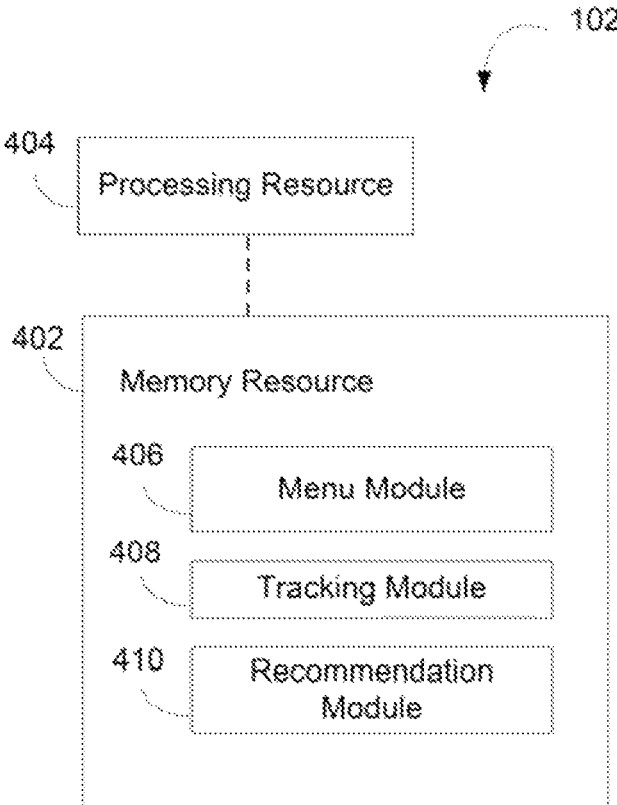 102
404
Processing Resource
402
Memory Resource
406
Menu Module
408
Tracking Module
410
Recommendation
Module